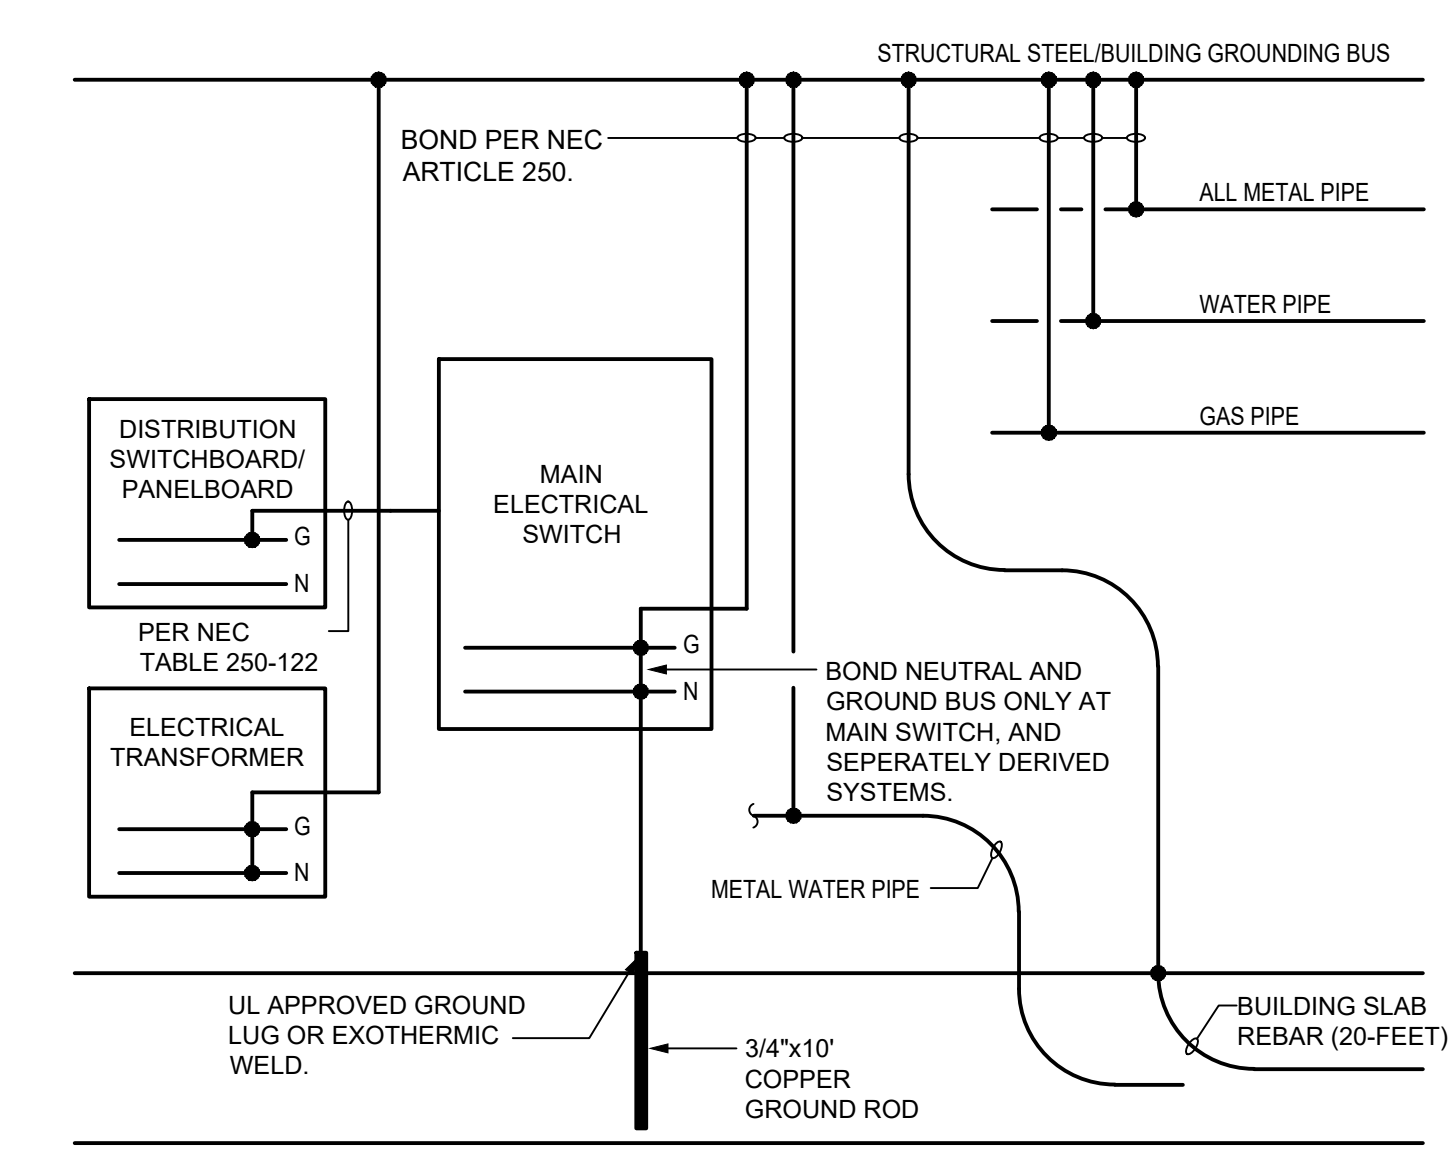 STRUCTURAL STEEL/BUILDING GROUNDING BUS
BOND PER NEC
ARTICLE 250.
ALL METAL PIPE
WATER PIPE
GAS PIPE
DISTRIBUTION
SWITCHBOARD/
PANELBOARD
G
N
MAIN
ELECTRICAL
SWITCH
G
N
PER NEC
TABLE 250-122
BOND NEUTRAL AND
GROUND BUS ONLY AT
MAIN SWITCH, AND
SEPERATELY DERIVED
SYSTEMS.
ELECTRICAL
TRANSFORMER
G
N
METAL WATER PIPE
UL APPROVED GROUND
LUG OR EXOTHERMIC
WELD.
3/4"x10'
COPPER
GROUND ROD
BUILDING SLAB
REBAR (20-FEET)